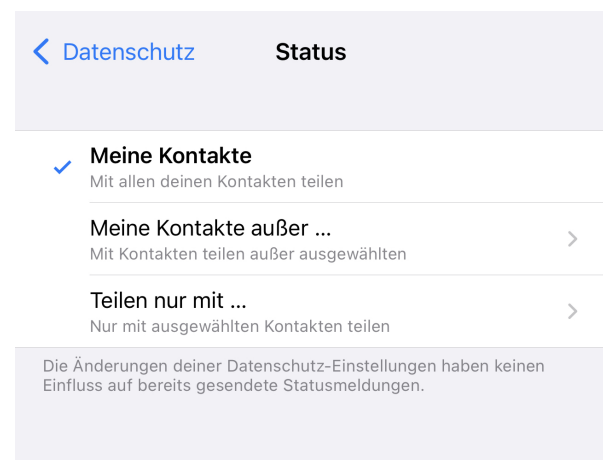 Datenschutz Status
Meine Kontakte
Mit allen deinen Kontakten teilen
Meine Kontakte außer ...
Mit Kontakten teilen außer ausgewählten
Teilen nur mit ...
Nur mit ausgewählten Kontakten teilen
Die Änderungen deiner Datenschutz-Einstellungen haben keinen
Einfluss auf bereits gesendete Statusmeldungen.